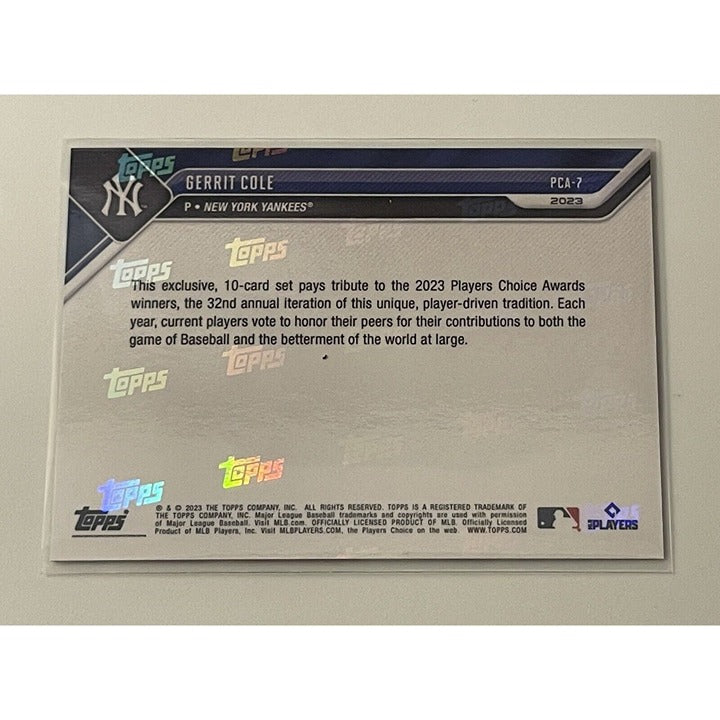 GERRIT COLE
PCA-7
P • NEW YORK YANKEES®
2023
This exclusive, 10-card set pays tribute to the 2023 Players Choice Awards
winners, the 32nd annual iteration of this unique, player-driven tradition. Each
year, current players vote to honor their peers for their contributions to both the
game of Baseball and the betterment of the world at large.
Topps
® & © 2023 THE TOPPS COMPANY, INC. ALL RIGHTS RESERVED. TOPPS IS A REGISTERED TRADEMARK OF
THE TOPPS COMPANY, INC. Major League Baseball trademarks and copyrights are used with permission
of Major League Baseball. Visit MLB.com. OFFICIALLY LICENSED PRODUCT OF MLB. Officially Licensed
Product of MLB Players, Inc. Visit MLBPLAYERS.COM, the Players Choice on the web. WWW.TOPPS.COM
MLB PLAYERS